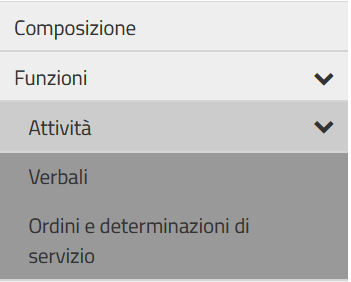 Composizione
Funzioni
Attività
Verbali
Ordini e determinazioni di
servizio